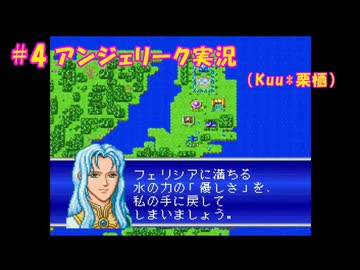 #4 アンジェリーク実況
（Kuu*栗栖）
フェリシアに満ちる
水の力の「優しさ」を、
私の手に戻して
しまいましょう。